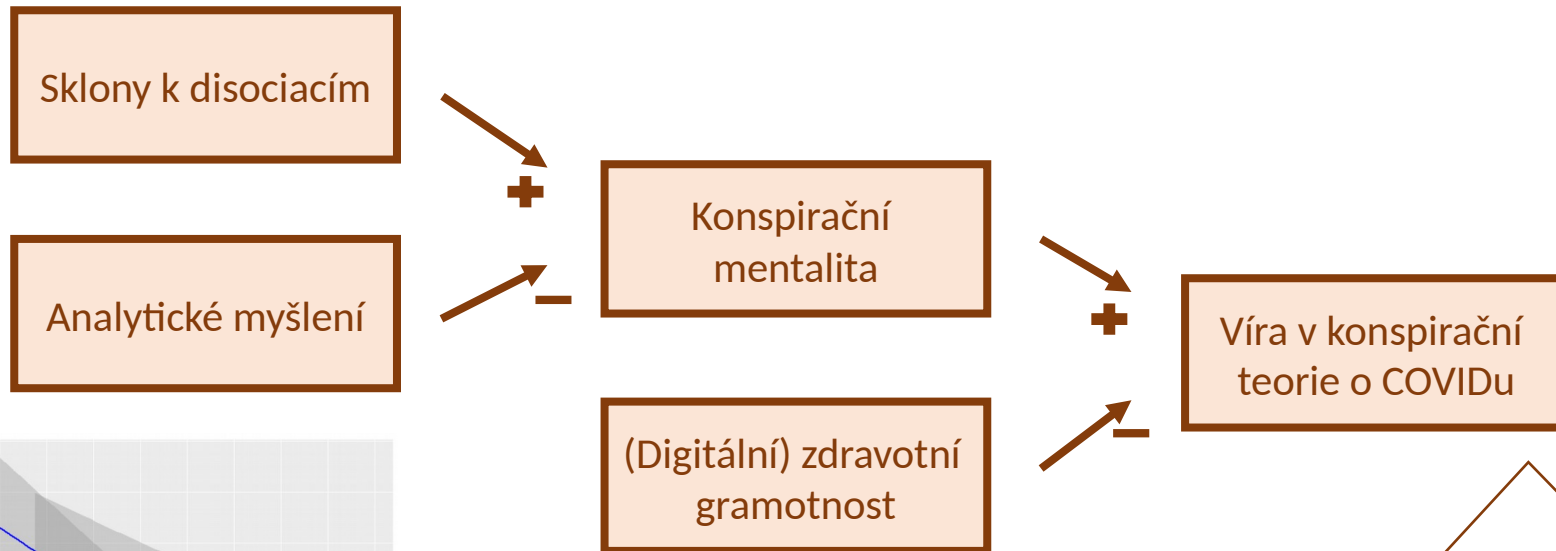 Sklony k disociacím
Analytické myšlení
+
–
Konspirační
mentalita
(Digitální) zdravotní
gramotnost
+
–
Víra v konspirační
teorie o COVIDu